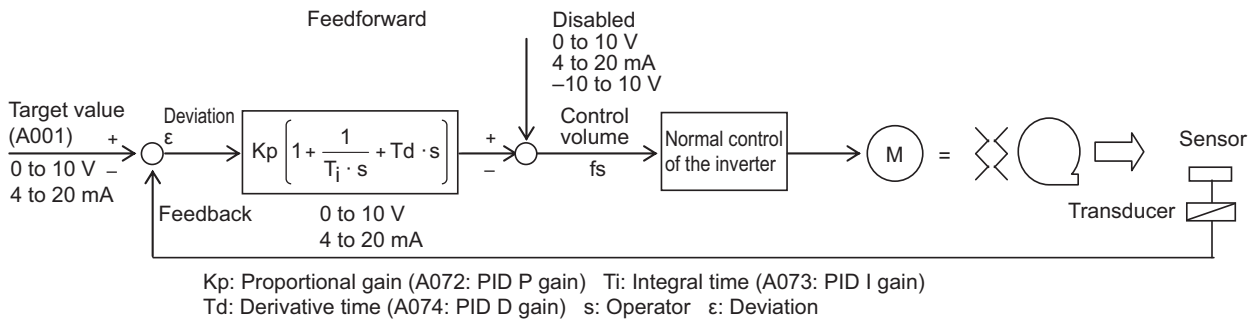 Feedforward
Disabled
0 to 10 V
4 to 20 mA
–10 to 10 V
Target value
(A001)
+
–
0 to 10 V
4 to 20 mA
Deviation
ε
Kp [1 + 1/(Ti · s) + Td · s]
0 to 10 V
4 to 20 mA
Feedback
+
–
Control
volume
fs
Normal control
of the inverter
M
=
Sensor
Transducer
Kp: Proportional gain (A072: PID P gain) Ti: Integral time (A073: PID I gain)
Td: Derivative time (A074: PID D gain) s: Operator ε: Deviation